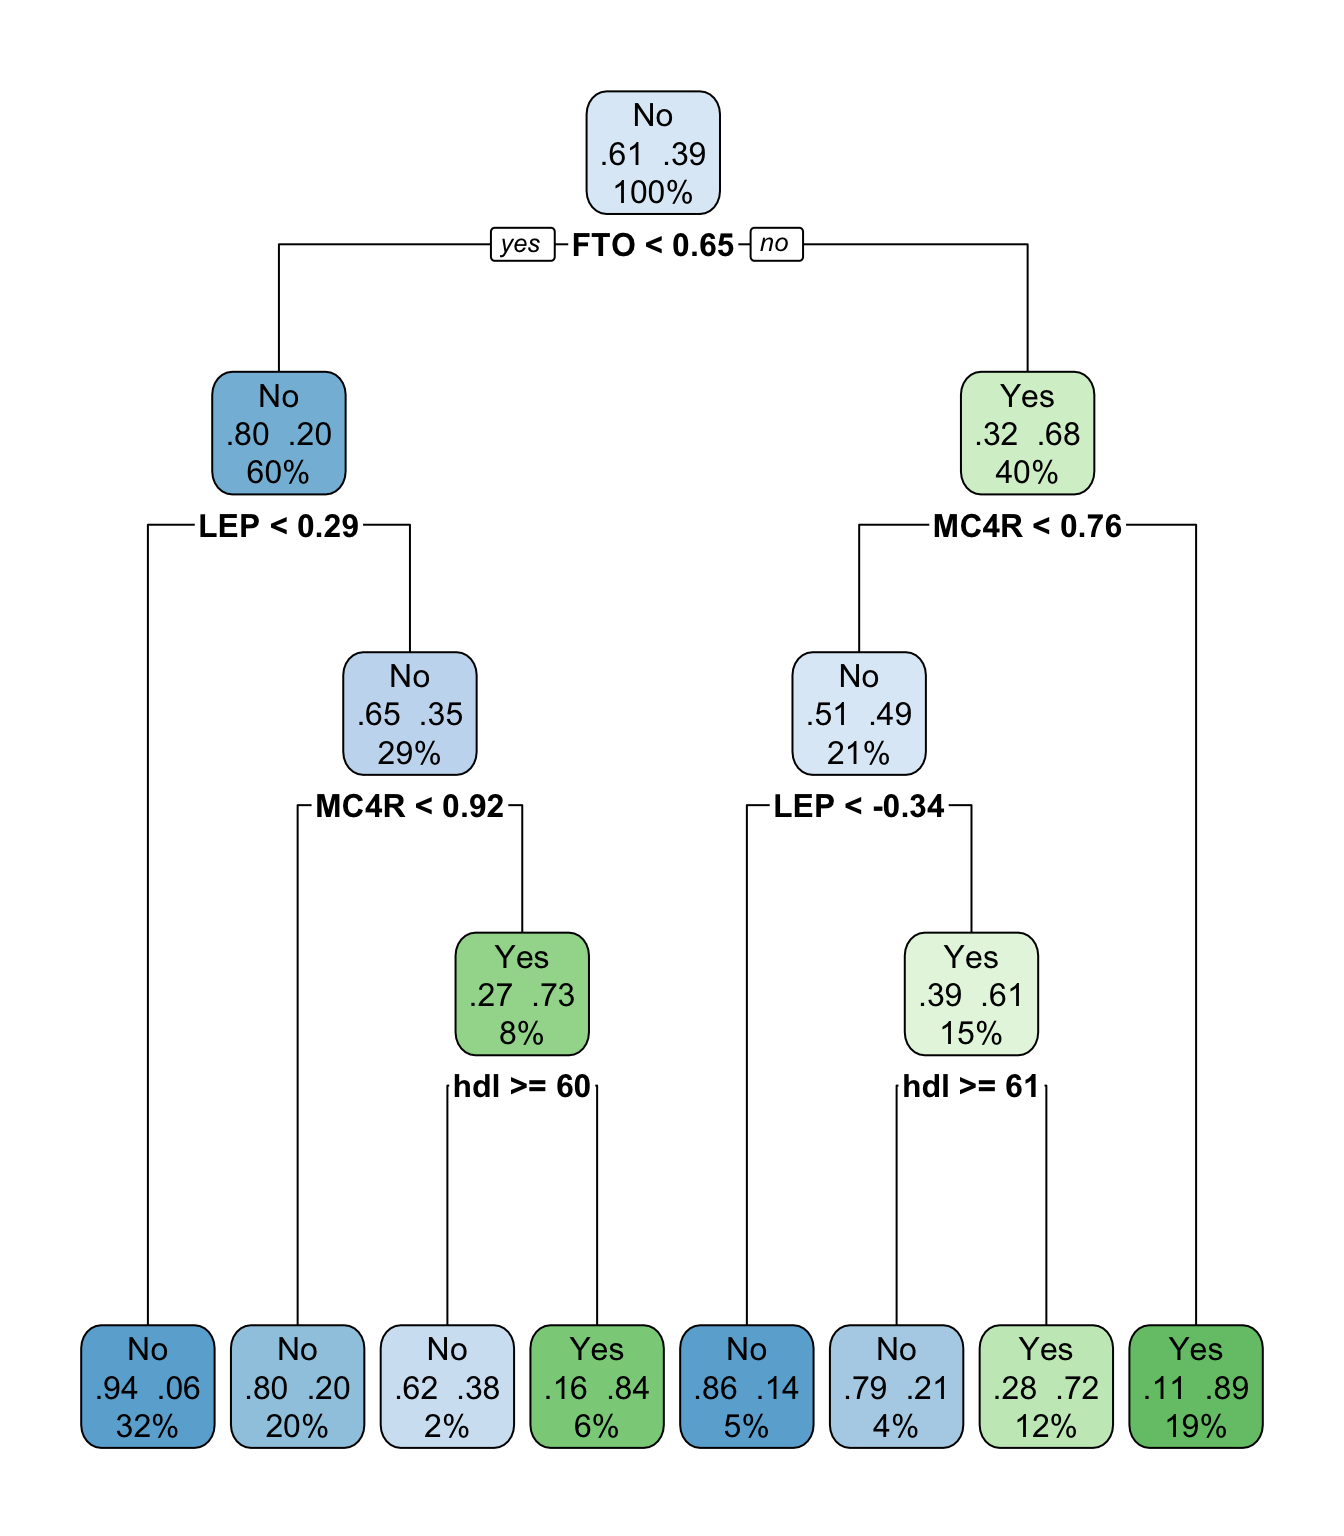 No
.61 .39
100%
yes FTO < 0.65 no
No
.80 .20
60%
Yes
.32 .68
40%
LEP < 0.29
MC4R < 0.76
No
.65 .35
29%
No
.51 .49
21%
MC4R < 0.92
LEP < -0.34
Yes
.27 .73
8%
Yes
.39 .61
15%
hdl >= 60
hdl >= 61
No
.94 .06
32%
No
.80 .20
20%
No
.62 .38
2%
Yes
.16 .84
6%
No
.86 .14
5%
No
.79 .21
4%
Yes
.28 .72
12%
Yes
.11 .89
19%